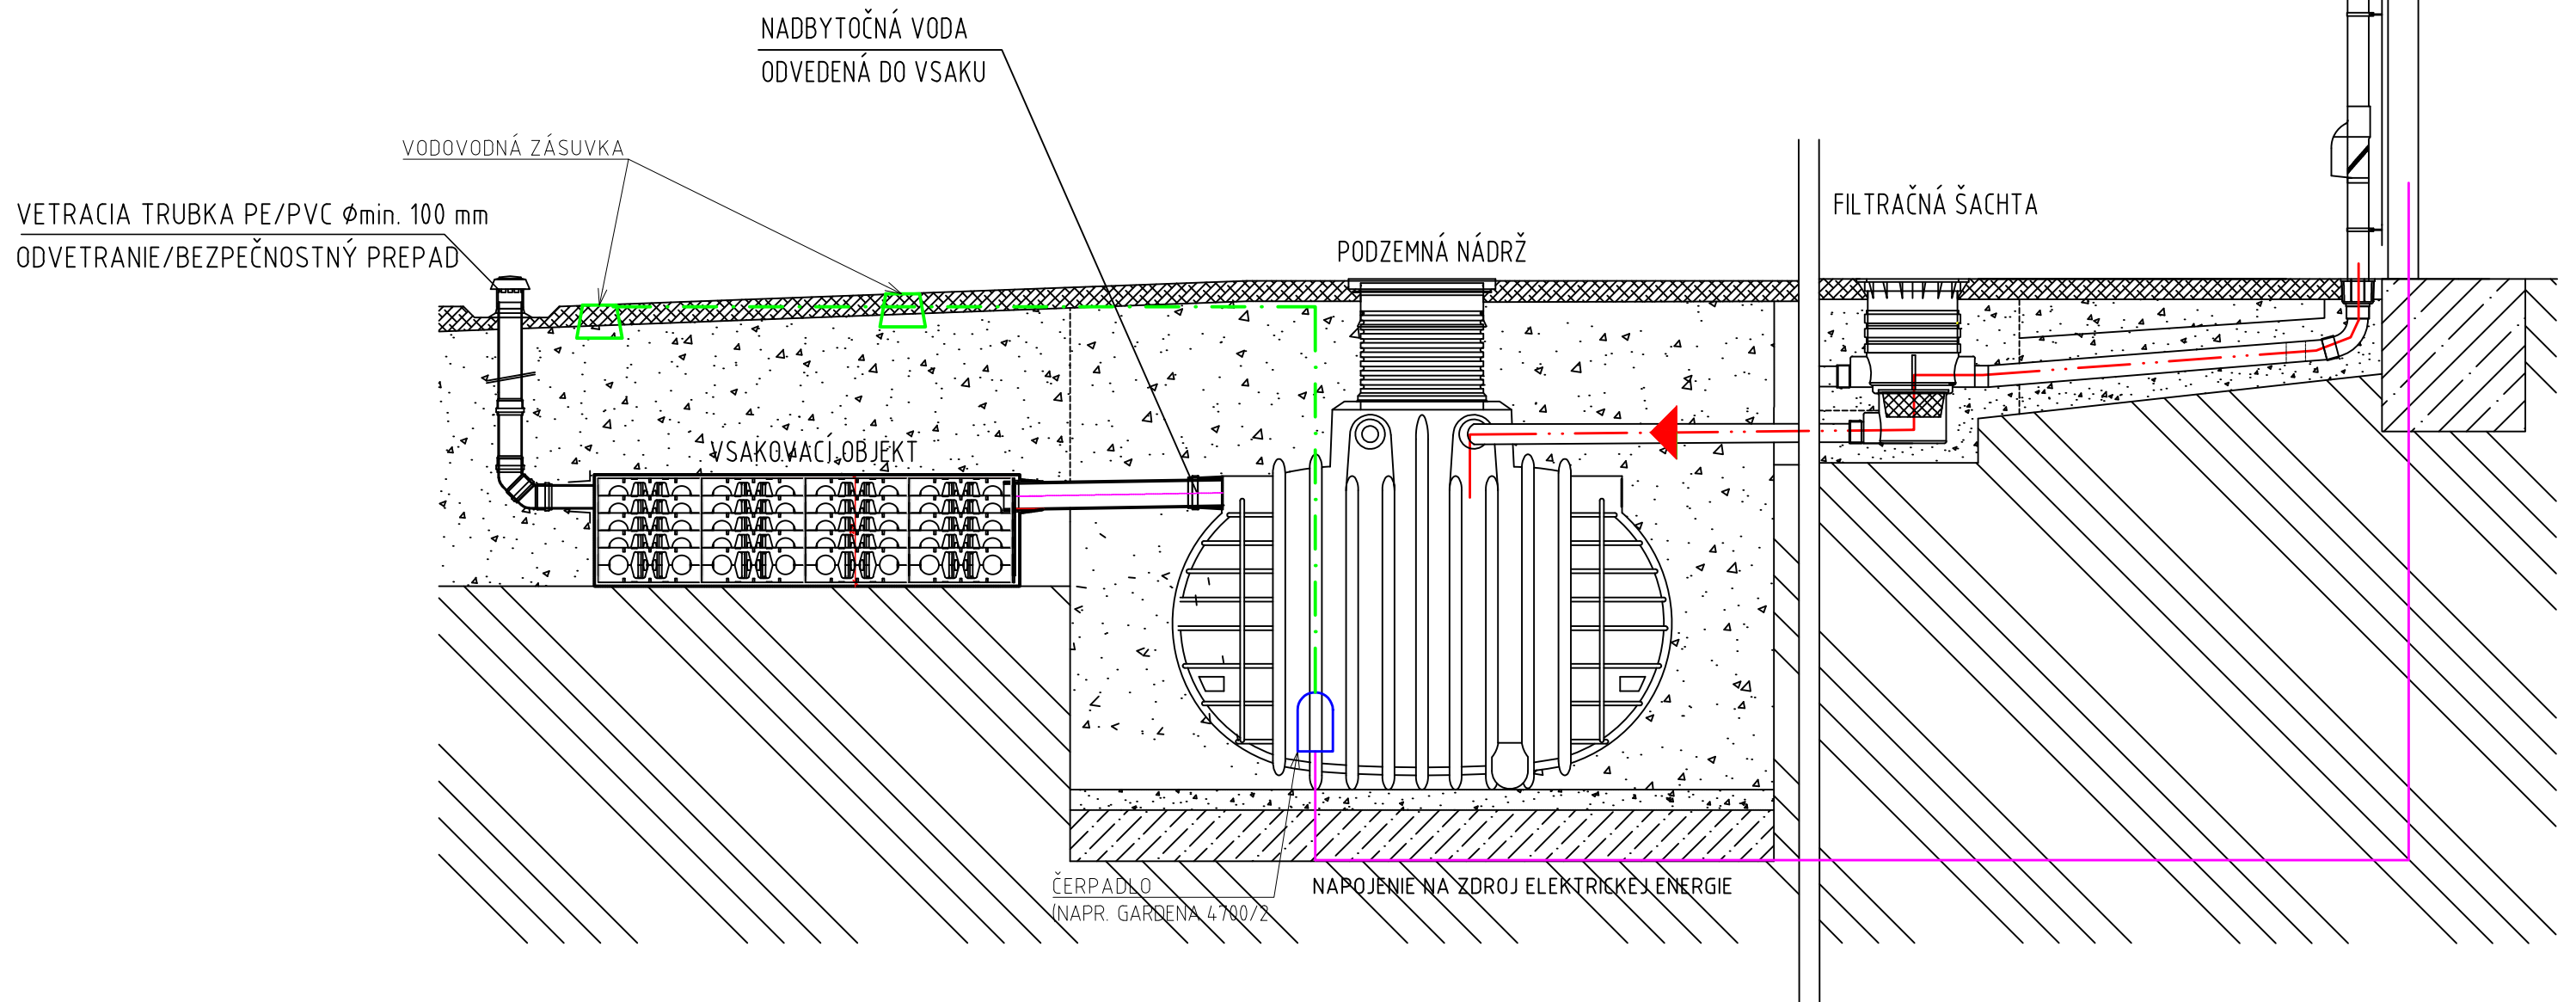 NADBYTOČNÁ VODA
ODVEDENÁ DO VSAKU
VODOVODNÁ ZÁSUVKA
VETRACIA TRUBKA PE/PVC Ømin. 100 mm
ODVETRANIE/BEZPEČNOSTNÝ PREPAD
FILTRAČNÁ ŠACHTA
PODZEMNÁ NÁDRŽ
VSAKOVACÍ OBJEKT
ČERPADLO
(NAPR. GARDENA 4700/2
NAPOJENIE NA ZDROJ ELEKTRICKEJ ENERGIE